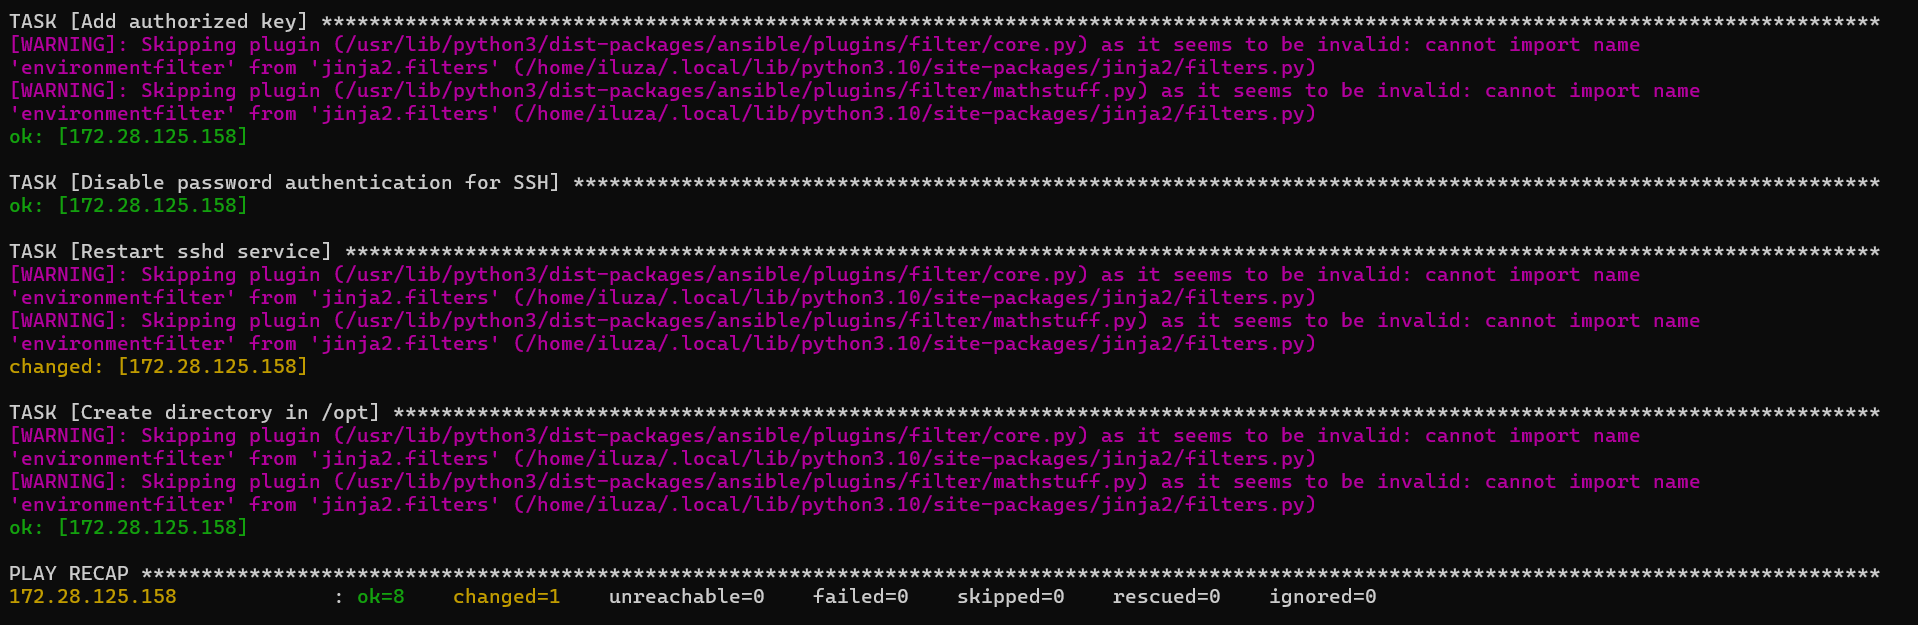 TASK [Add authorized key] **********************************************************************************************************************************
[WARNING]: Skipping plugin (/usr/lib/python3/dist-packages/ansible/plugins/filter/core.py) as it seems to be invalid: cannot import name
'environmentfilter' from 'jinja2.filters' (/home/iluza/.local/lib/python3.10/site-packages/jinja2/filters.py)
[WARNING]: Skipping plugin (/usr/lib/python3/dist-packages/ansible/plugins/filter/mathstuff.py) as it seems to be invalid: cannot import name
'environmentfilter' from 'jinja2.filters' (/home/iluza/.local/lib/python3.10/site-packages/jinja2/filters.py)
ok: [172.28.125.158]
TASK [Disable password authentication for SSH] *************************************************************************************************************
ok: [172.28.125.158]
TASK [Restart sshd service] ********************************************************************************************************************************
[WARNING]: Skipping plugin (/usr/lib/python3/dist-packages/ansible/plugins/filter/core.py) as it seems to be invalid: cannot import name
'environmentfilter' from 'jinja2.filters' (/home/iluza/.local/lib/python3.10/site-packages/jinja2/filters.py)
[WARNING]: Skipping plugin (/usr/lib/python3/dist-packages/ansible/plugins/filter/mathstuff.py) as it seems to be invalid: cannot import name
'environmentfilter' from 'jinja2.filters' (/home/iluza/.local/lib/python3.10/site-packages/jinja2/filters.py)
changed: [172.28.125.158]
TASK [Create directory in /opt] ****************************************************************************************************************************
[WARNING]: Skipping plugin (/usr/lib/python3/dist-packages/ansible/plugins/filter/core.py) as it seems to be invalid: cannot import name
'environmentfilter' from 'jinja2.filters' (/home/iluza/.local/lib/python3.10/site-packages/jinja2/filters.py)
[WARNING]: Skipping plugin (/usr/lib/python3/dist-packages/ansible/plugins/filter/mathstuff.py) as it seems to be invalid: cannot import name
'environmentfilter' from 'jinja2.filters' (/home/iluza/.local/lib/python3.10/site-packages/jinja2/filters.py)
ok: [172.28.125.158]
PLAY RECAP *************************************************************************************************************************************************
172.28.125.158             : ok=8    changed=1    unreachable=0    failed=0    skipped=0    rescued=0    ignored=0